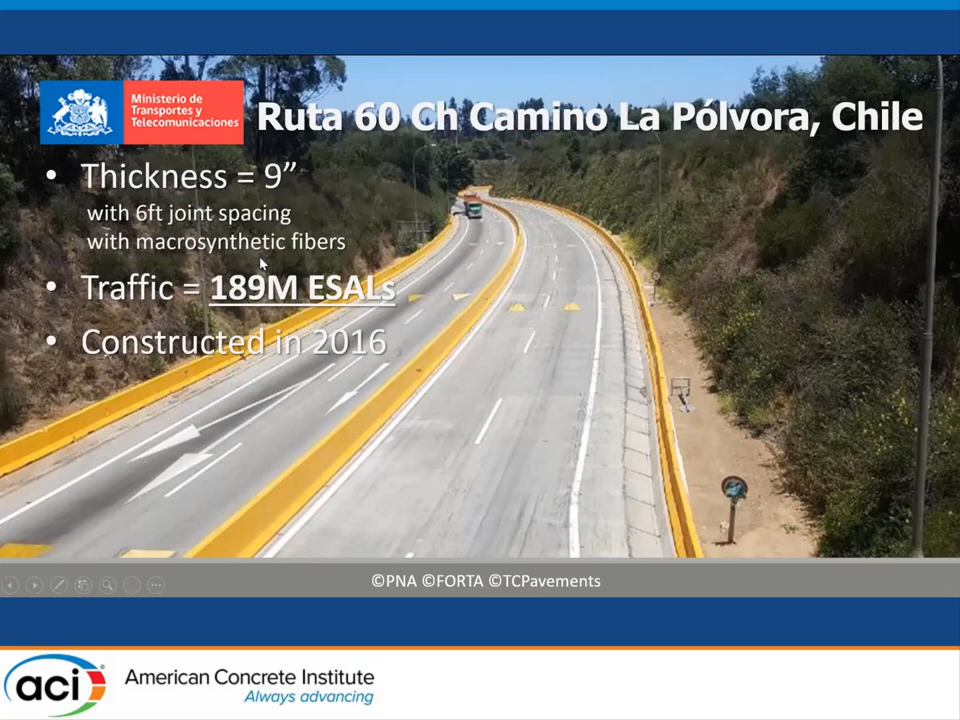 Ministerio de
Transportes y
Telecomunicaciones
Ruta 60 Ch Camino La Pólvora, Chile
• Thickness = 9”
with 6ft joint spacing
with macrosynthetic fibers
• Traffic = 189M ESALs
• Constructed in 2016
©PNA ©FORTA ©TCPavements
aci
American Concrete Institute
Always advancing